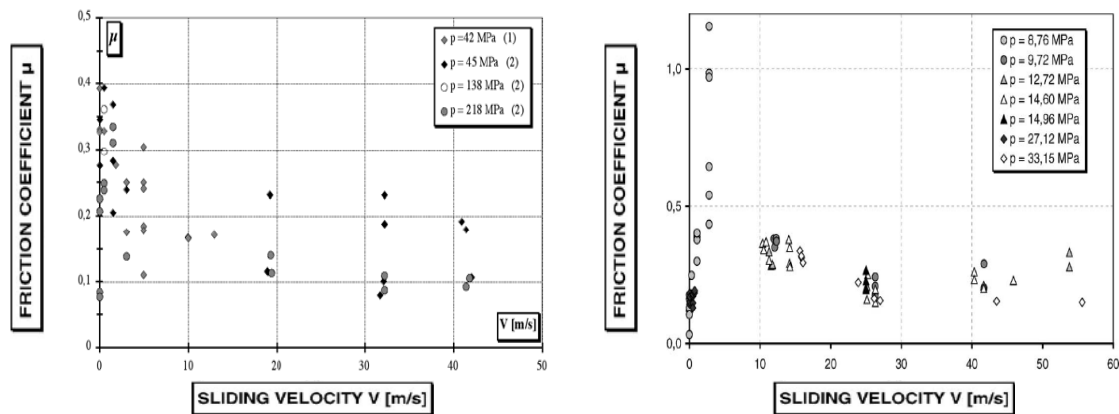 FRICTION COEFFICIENT µ
0,5
0,4
0,3
0,2
0,1
0
µ
p=42 MPa (1)
p= 45 MPa (2)
p = 138 MPa (2)
p = 218 MPa (2)
V [m/s]
0
10
20
30
40
50
SLIDING VELOCITY V [m/s]
FRICTION COEFFICIENT µ
1,0
0,5
0,0
p = 8,76 MPa
p = 9,72 MPa
p = 12,72 MPa
p = 14,60 MPa
p = 14,96 MPa
p = 27,12 MPa
p = 33,15 MPa
0
10
20
30
40
50
60
SLIDING VELOCITY V [m/s]